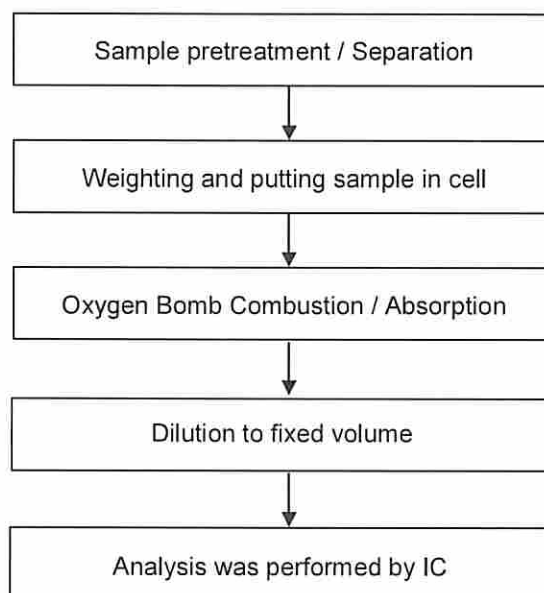 Sample pretreatment / Separation
Weighting and putting sample in cell
Oxygen Bomb Combustion / Absorption
Dilution to fixed volume
Analysis was performed by IC